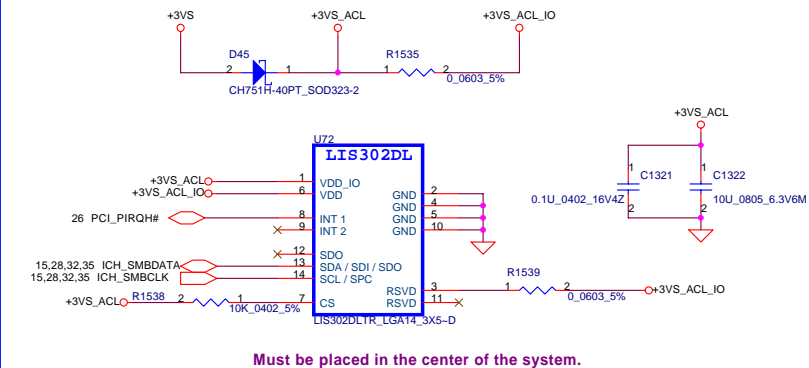 +3VS +3VS_ACL +3VS_ACL_IO
D45 R1535
2 1 1 2
0_0603_5%
CH751H-40PT_SOD323-2
+3VS_ACL
U72
LIS302DL
1 1
C1321 C1322
+3VS_ACL 1 VDD_IO
+3VS_ACL_IO 6 VDD GND 2
0.1U_0402_16V4Z 10U_0805_6.3V6M
2 2
GND 4
26 PCI_PIRQH# 8 INT 1 GND 5
9 INT 2 GND 10
12 SDO
15,28,32,35 ICH_SMBDATA 13 SDA / SDI / SDO
15,28,32,35 ICH_SMBCLK 14 SCL / SPC
R1539
RSVD 3 1 2 +3VS_ACL_IO
0_0603_5%
+3VS_ACL R1538 2 1 7 CS RSVD 11
10K_0402_5%
LIS302DLTR_LGA14_3X5~D
Must be placed in the center of the system.